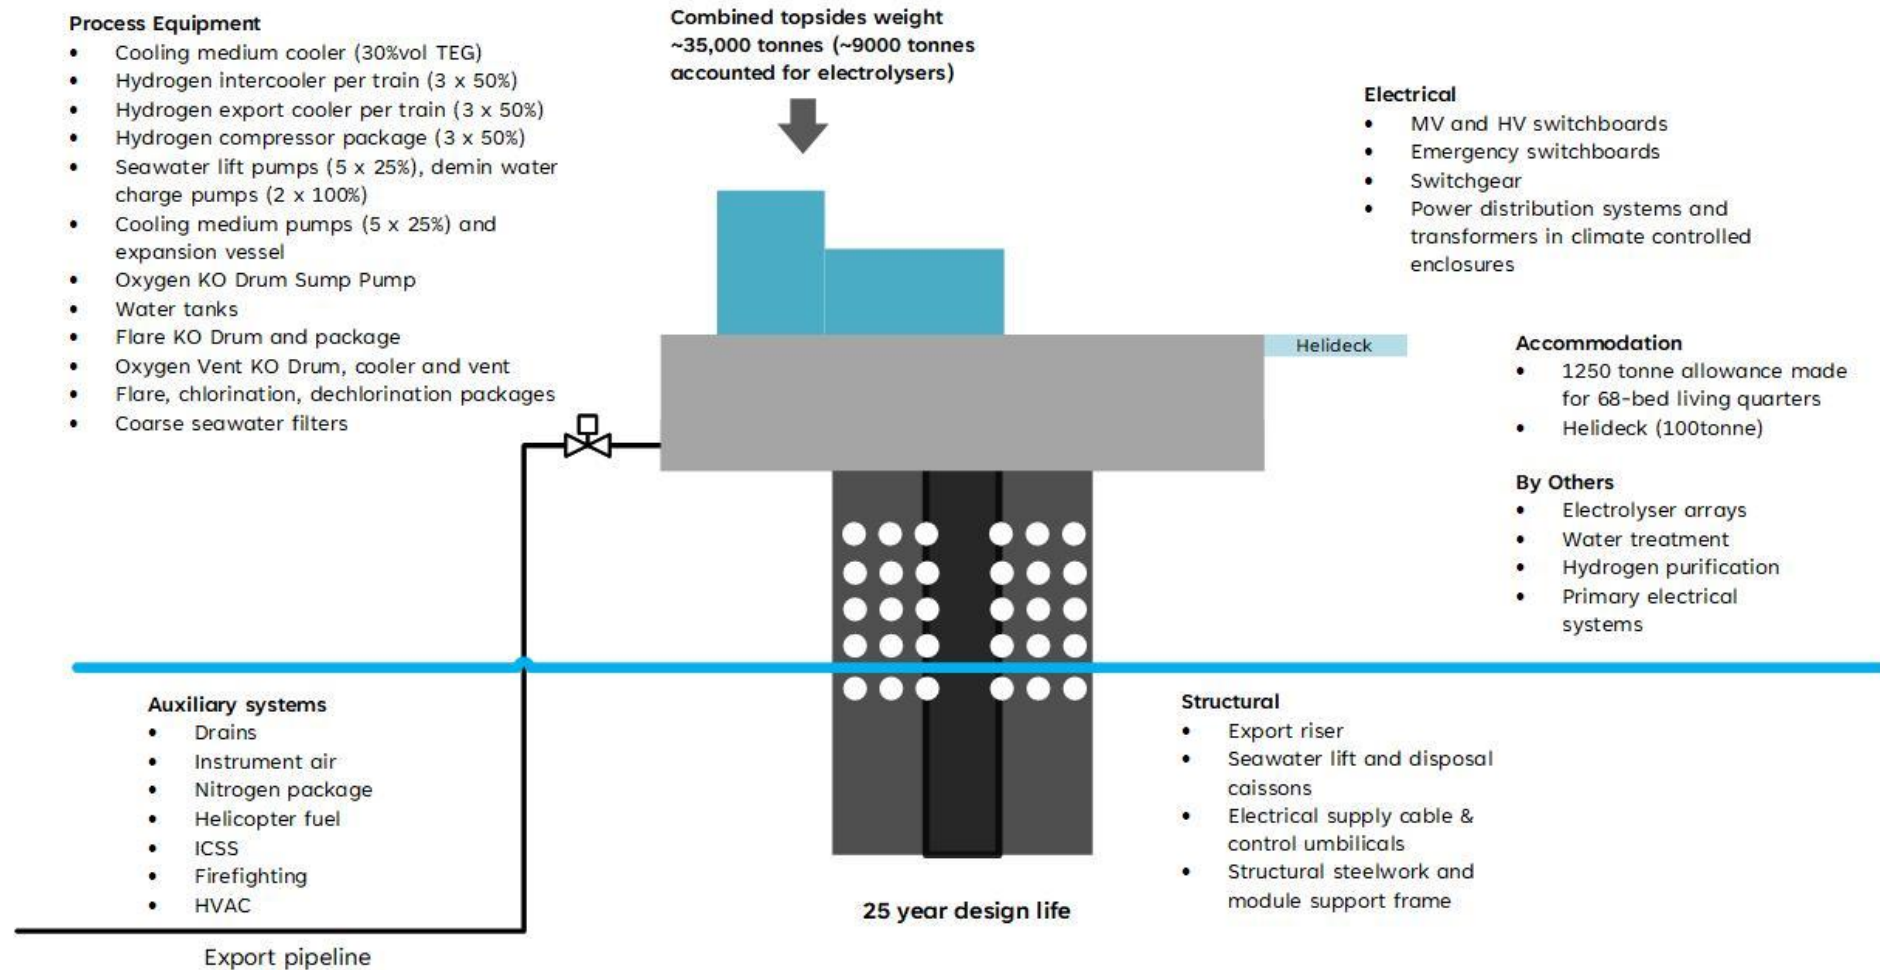 Process Equipment
• Cooling medium cooler (30%vol TEG)
• Hydrogen intercooler per train (3 x 50%)
• Hydrogen export cooler per train (3 x 50%)
• Hydrogen compressor package (3 x 50%)
• Seawater lift pumps (5 x 25%), demin water
charge pumps (2 x 100%)
• Cooling medium pumps (5 x 25%) and
expansion vessel
• Oxygen KO Drum Sump Pump
• Water tanks
• Flare KO Drum and package
• Oxygen Vent KO Drum, cooler and vent
• Flare, chlorination, dechlorination packages
• Coarse seawater filters
Combined topsides weight
~35,000 tonnes (~9000 tonnes
accounted for electrolysers)
Electrical
• MV and HV switchboards
• Emergency switchboards
• Switchgear
• Power distribution systems and
transformers in climate controlled
enclosures
Helideck
Accommodation
• 1250 tonne allowance made
for 68-bed living quarters
• Helideck (100tonne)
By Others
• Electrolyser arrays
• Water treatment
• Hydrogen purification
• Primary electrical
systems
Auxiliary systems
• Drains
• Instrument air
• Nitrogen package
• Helicopter fuel
• ICSS
• Firefighting
• HVAC
Export pipeline
25 year design life
Structural
• Export riser
• Seawater lift and disposal
caissons
• Electrical supply cable &
control umbilicals
• Structural steelwork and
module support frame